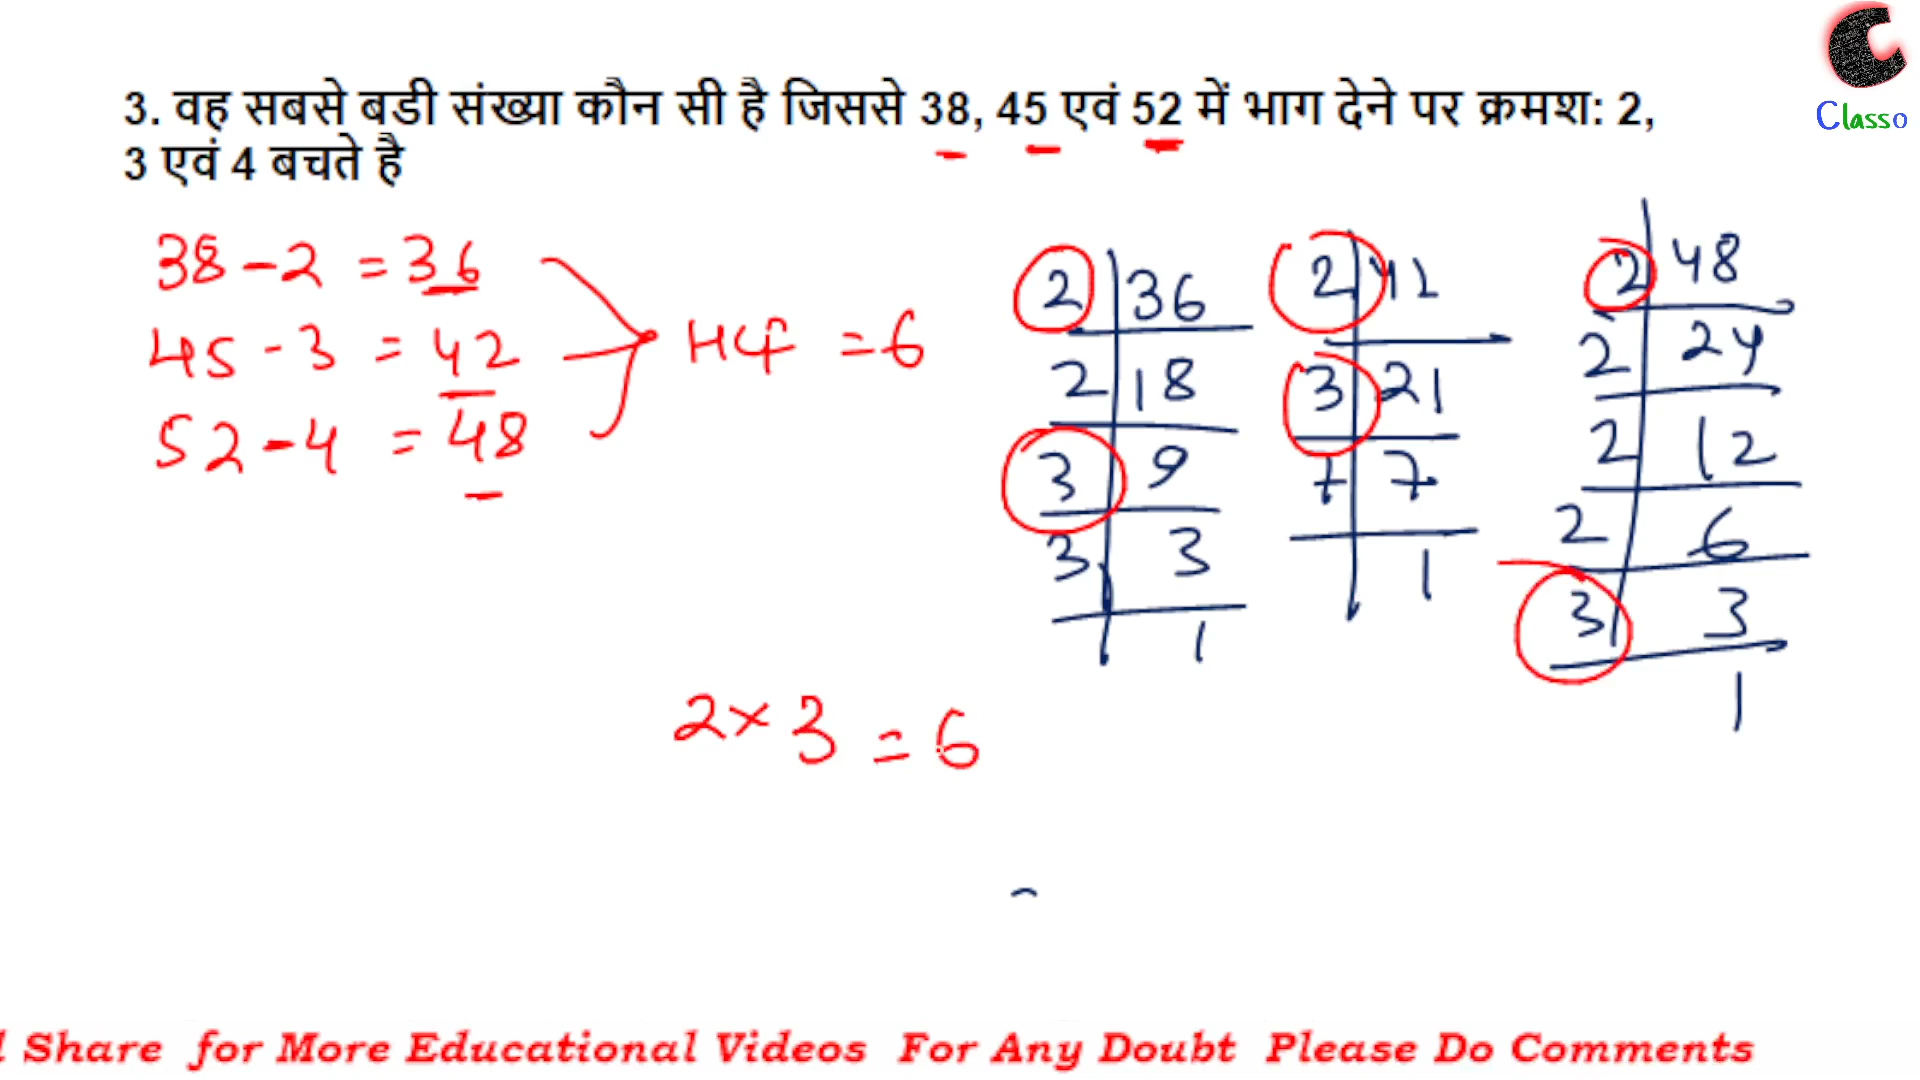 3. वह सबसे बडी संख्या कौन सी है जिससे 38, 45 एवं 52 में भाग देने पर क्रमश: 2,
3 एवं 4 बचते है
Classo
38 - 2 = 36
45 - 3 = 42
52 - 4 = 48
HCF = 6
2 36
2 18
3 9
3 3
1
2 42
3 21
7 7
1
2 48
2 24
2 12
2 6
3 3
1
2 × 3 = 6
Share for More Educational Videos For Any Doubt Please Do Comments